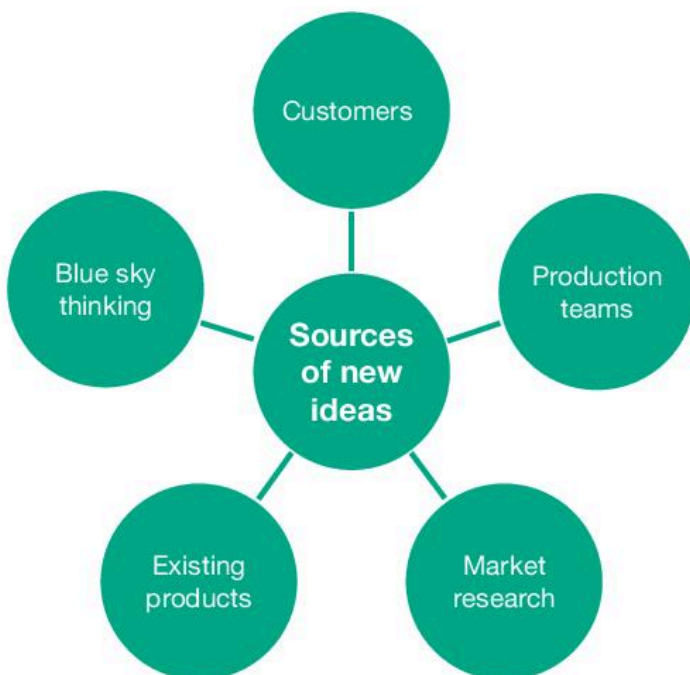 Customers
Blue sky
thinking
Production
teams
Sources
of new
ideas
Existing
products
Market
research